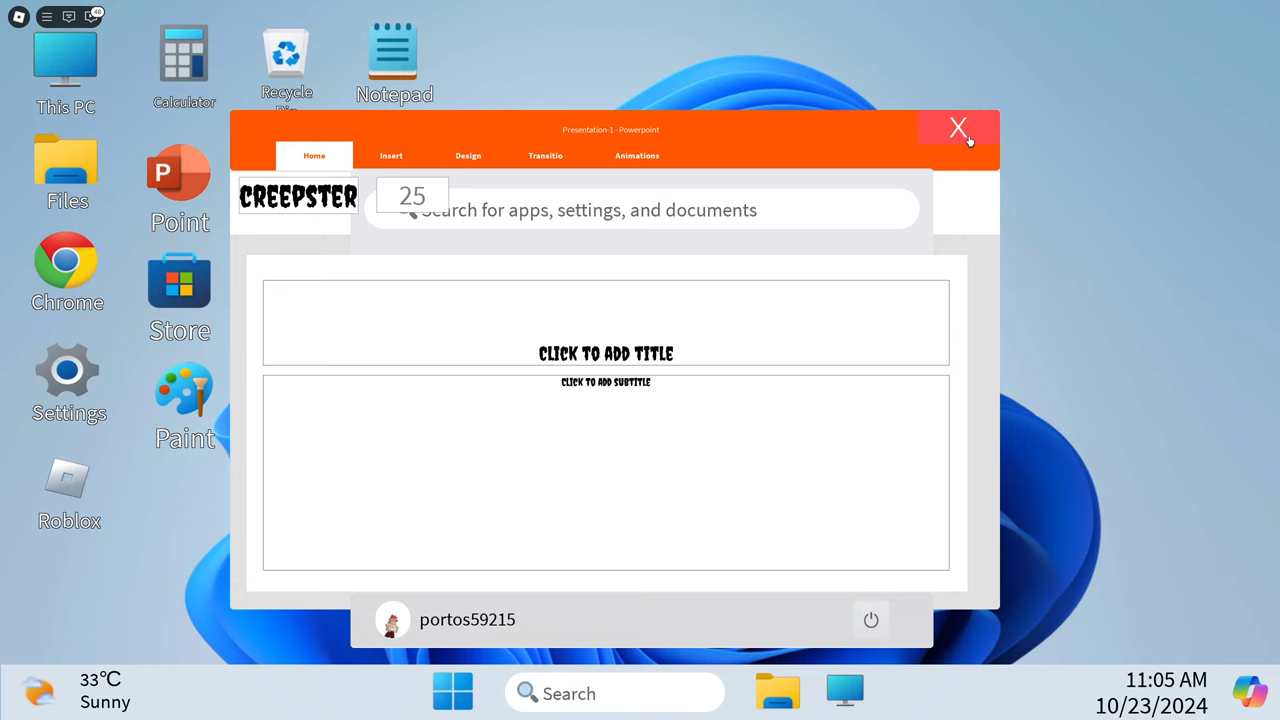 48
This PC
Calculator
Recycle
Bin
Notepad
Presentation-1 - Powerpoint
X
Home
Insert
Design
Transitio
Animations
CREEPSTER
25
Search for apps, settings, and documents
Files
P
Point
Chrome
Store
Settings
Paint
Roblox
CLICK TO ADD TITLE
CLICK TO ADD SUBTITLE
portos59215
33℃
Sunny
Search
11:05 AM
10/23/2024